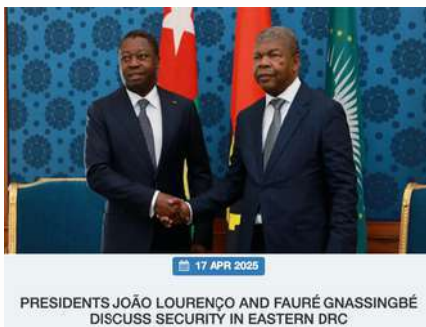 17 APR 2025
PRESIDENTS JOÃO LOURENÇO AND FAURÉ GNASSINGBÉ
DISCUSS SECURITY IN EASTERN DRC